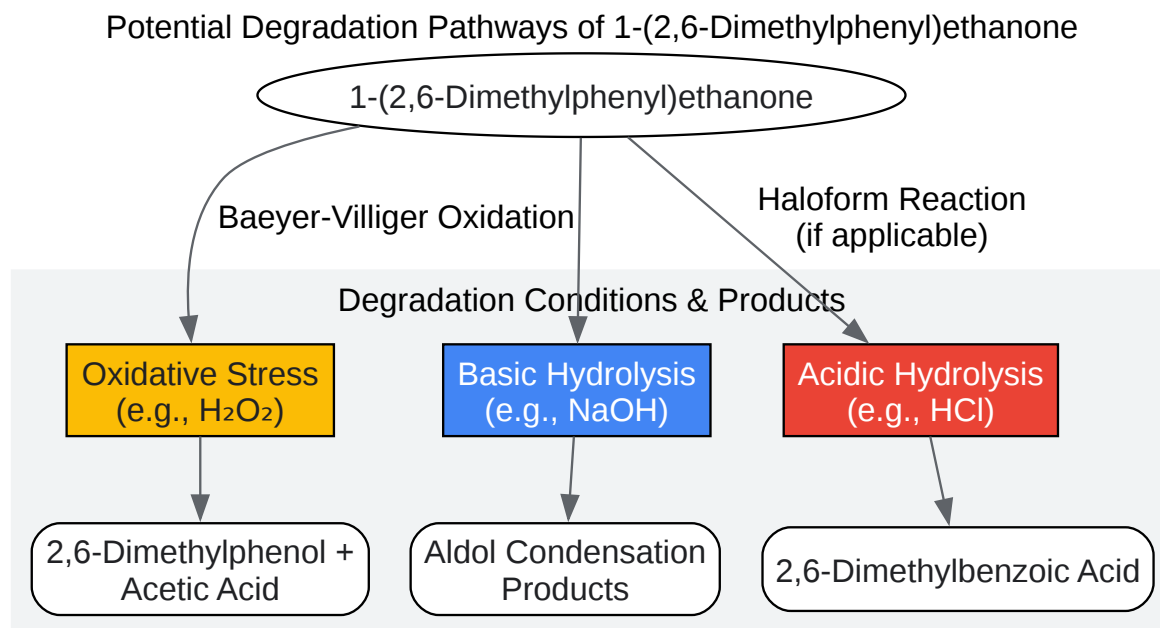 Potential Degradation Pathways of 1-(2,6-Dimethylphenyl)ethanone
1-(2,6-Dimethylphenyl)ethanone
Baeyer-Villiger Oxidation
Haloform Reaction
(if applicable)
Degradation Conditions & Products
Oxidative Stress
(e.g., H₂O₂)
Basic Hydrolysis
(e.g., NaOH)
Acidic Hydrolysis
(e.g., HCl)
2,6-Dimethylphenol +
Acetic Acid
Aldol Condensation
Products
2,6-Dimethylbenzoic Acid